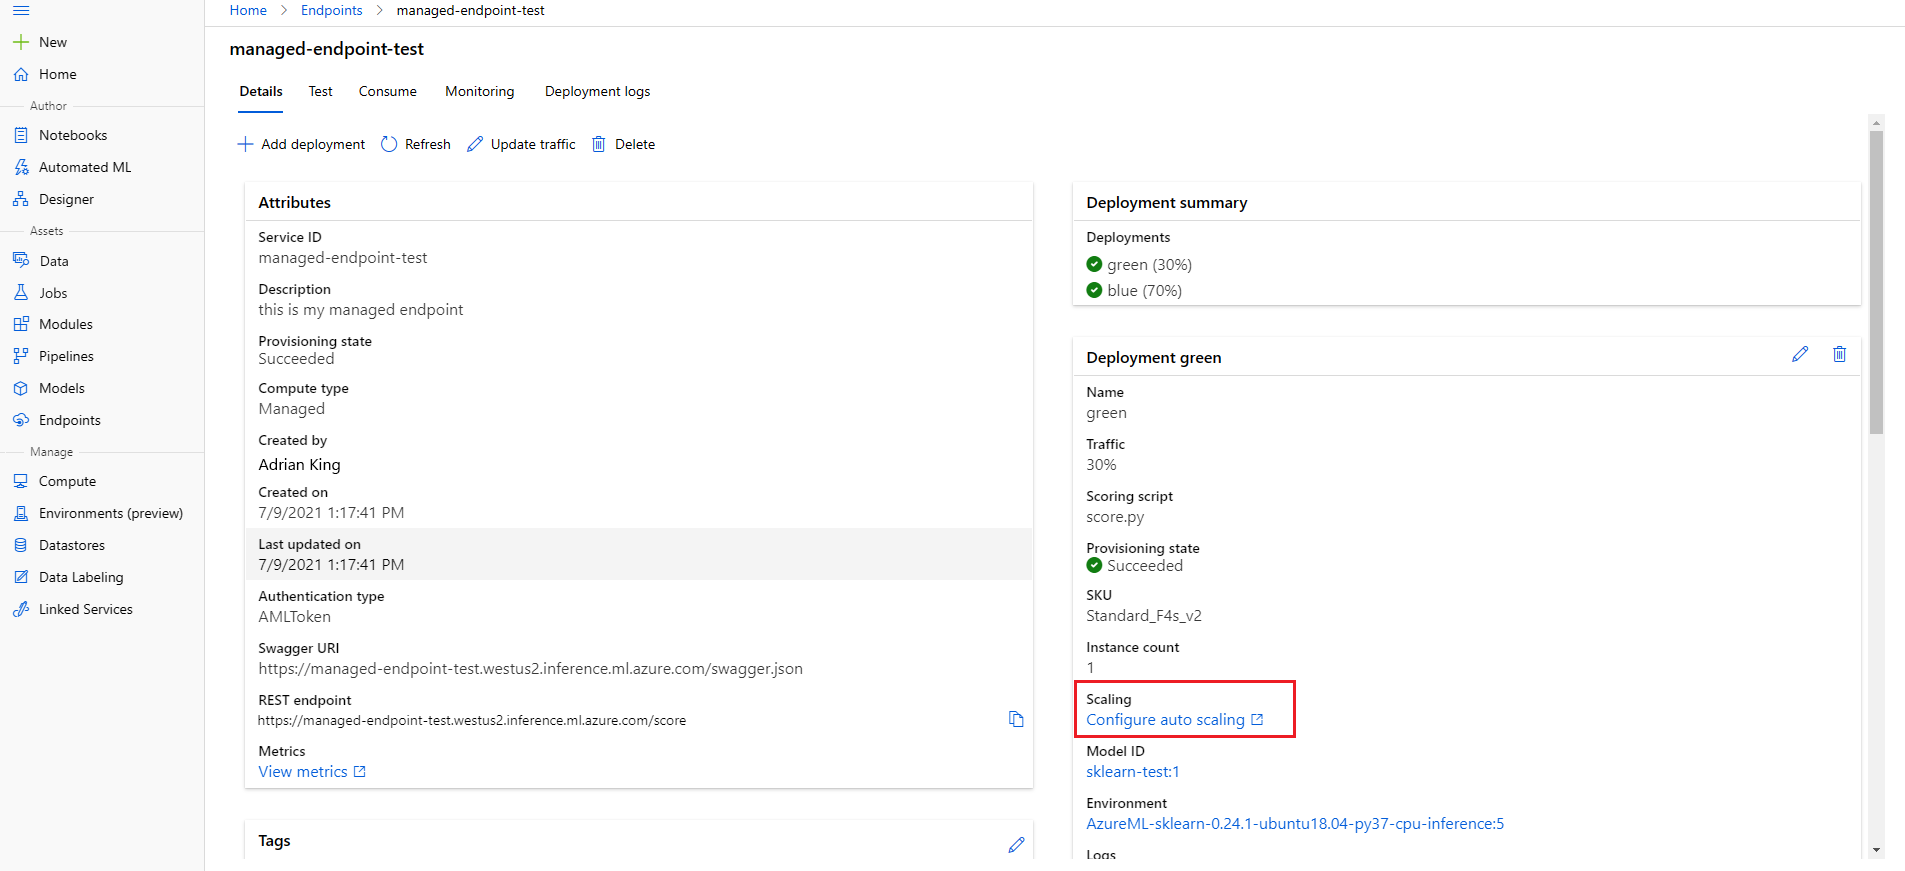 Home > Endpoints > managed-endpoint-test
New
Home
Author
Notebooks
Automated ML
Designer
Assets
Data
Jobs
Modules
Pipelines
Models
Endpoints
Manage
Compute
Environments (preview)
Datastores
Data Labeling
Linked Services
managed-endpoint-test
Details Test Consume Monitoring Deployment logs
Add deployment Refresh Update traffic Delete
Attributes
Service ID
managed-endpoint-test
Description
this is my managed endpoint
Provisioning state
Succeeded
Compute type
Managed
Created by
Adrian King
Created on
7/9/2021 1:17:41 PM
Last updated on
7/9/2021 1:17:41 PM
Authentication type
AMLToken
Swagger URI
https://managed-endpoint-test.westus2.inference.ml.azure.com/swagger.json
REST endpoint
https://managed-endpoint-test.westus2.inference.ml.azure.com/score
Metrics
View metrics
Tags
Deployment summary
Deployments
green (30%)
blue (70%)
Deployment green
Name
green
Traffic
30%
Scoring script
score.py
Provisioning state
Succeeded
SKU
Standard_F4s_v2
Instance count
1
Scaling
Configure auto scaling
Model ID
sklearn-test:1
Environment
AzureML-sklearn-0.24.1-ubuntu18.04-py37-cpu-inference:5
Logs